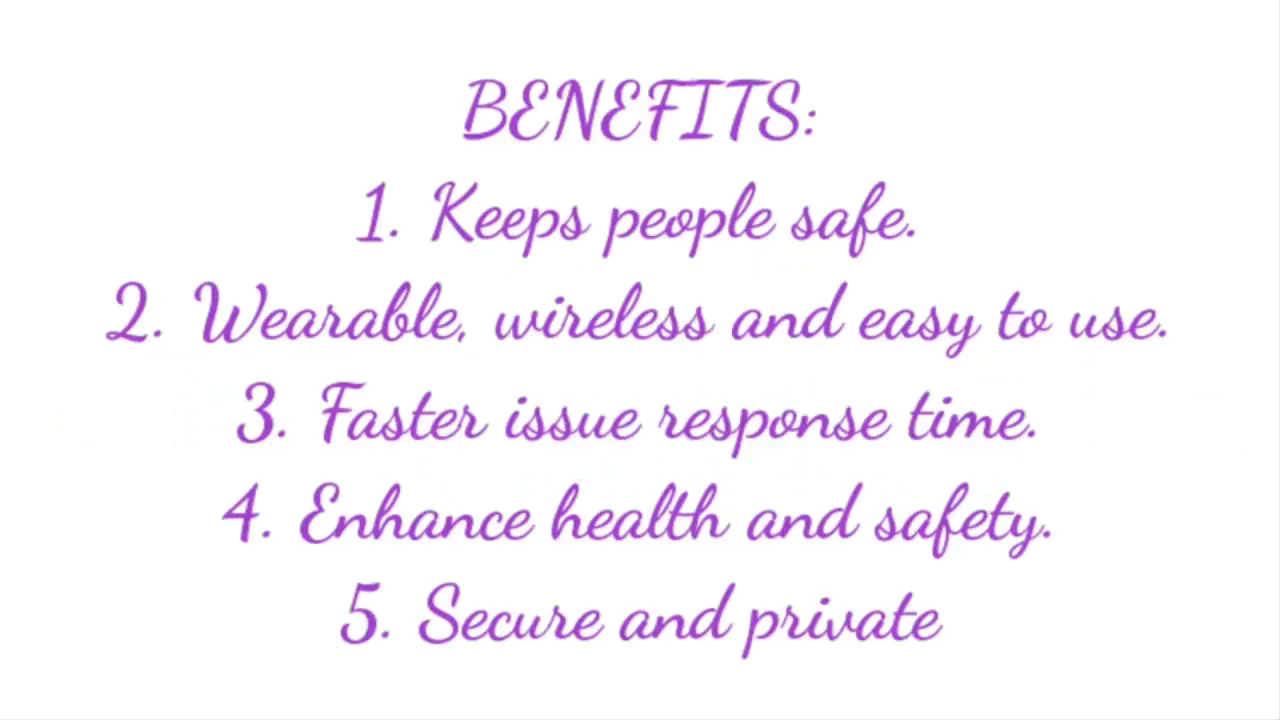 BENEFITS:
1. Keeps people safe.
2. Wearable, wireless and easy to use.
3. Faster issue response time.
4. Enhance health and safety.
5. Secure and private